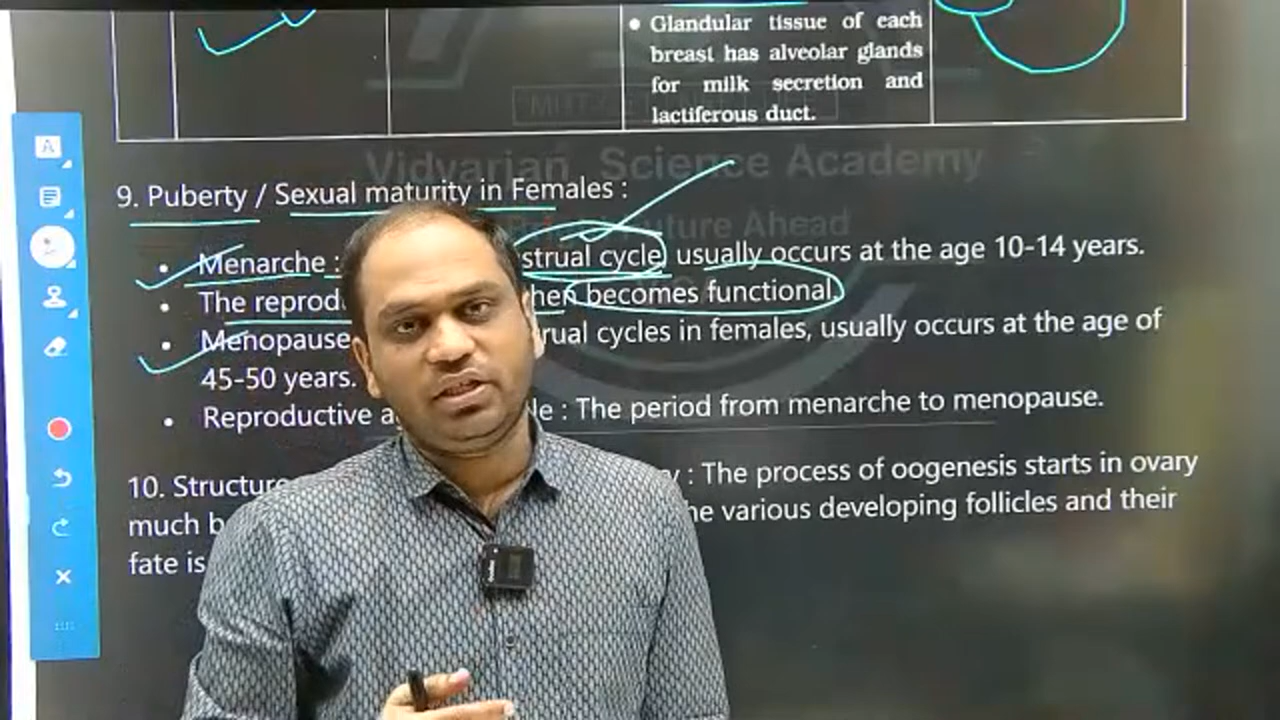 • Glandular tissue of each
breast has alveolar glands
for milk secretion and
lactiferous duct.
Vidyarjan Science Academy
Future Ahead
9. Puberty / Sexual maturity in Females :
• Menarche : strual cycle usually occurs at the age 10-14 years.
• The reprod hen becomes functional.
• Menopause rual cycles in females, usually occurs at the age of
45-50 years.
• Reproductive a le : The period from menarche to menopause.
10. Structure y : The process of oogenesis starts in ovary
much b he various developing follicles and their
fate is